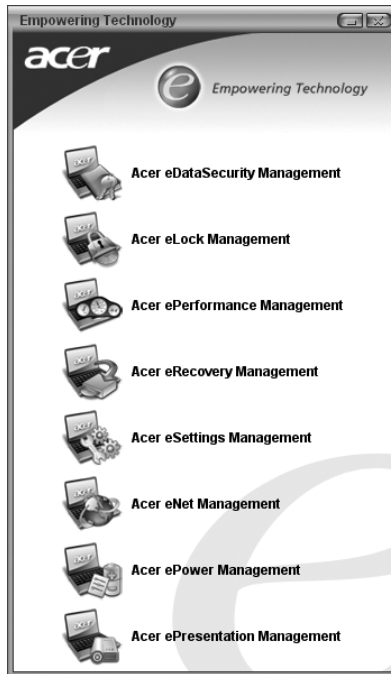 Empowering Technology
acer
e Empowering Technology
Acer eDataSecurity Management
Acer eLock Management
Acer ePerformance Management
Acer eRecovery Management
Acer eSettings Management
Acer eNet Management
Acer ePower Management
Acer ePresentation Management